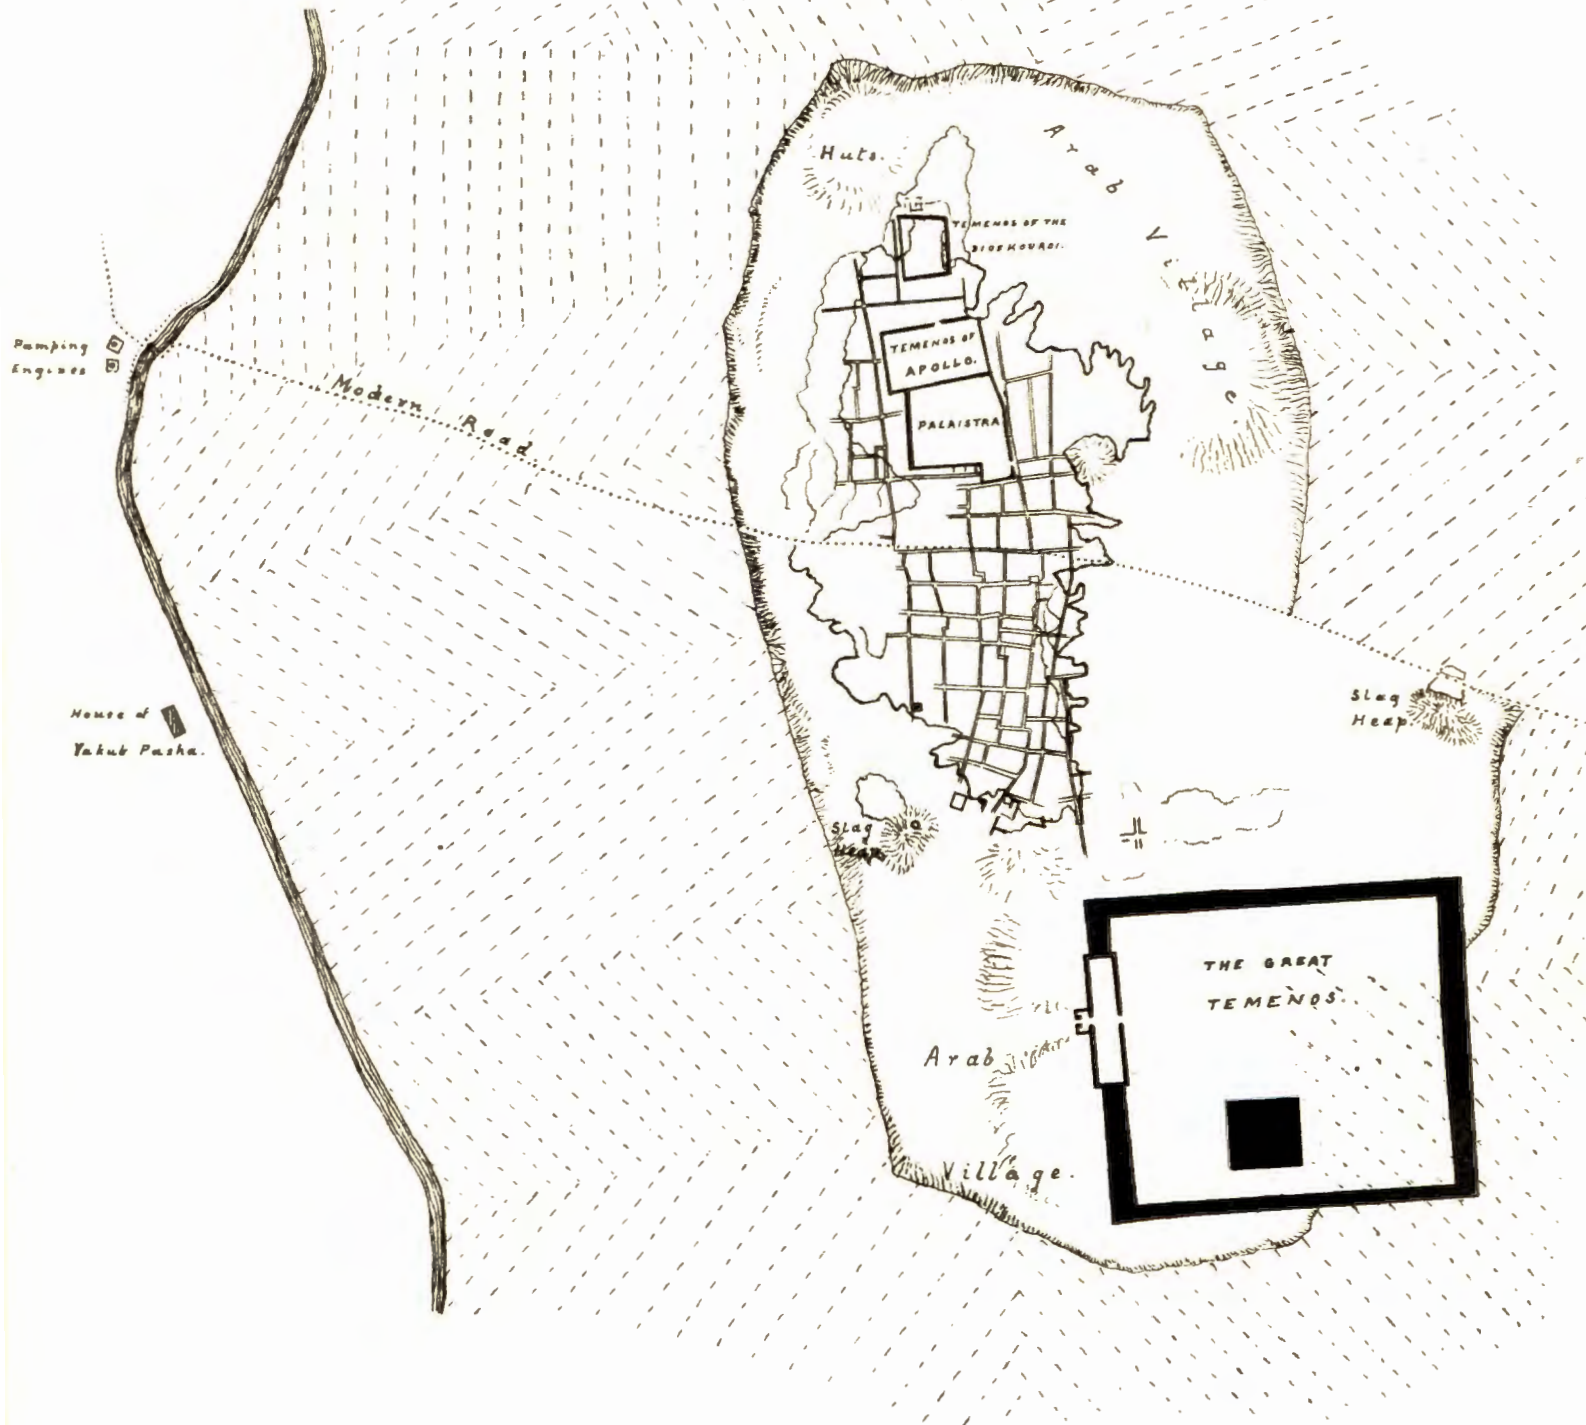 Huts.
Arab Village
TEMENOS OF THE
DIOSKOUROI.
TEMENOS OF
APOLLO.
PALAISTRA
Pumping
Engines
Modern Road
House of
Yakub Pasha.
Slag
Heap.
Slag
Heap.
THE GREAT
TEMENOS.
Arab
Village.